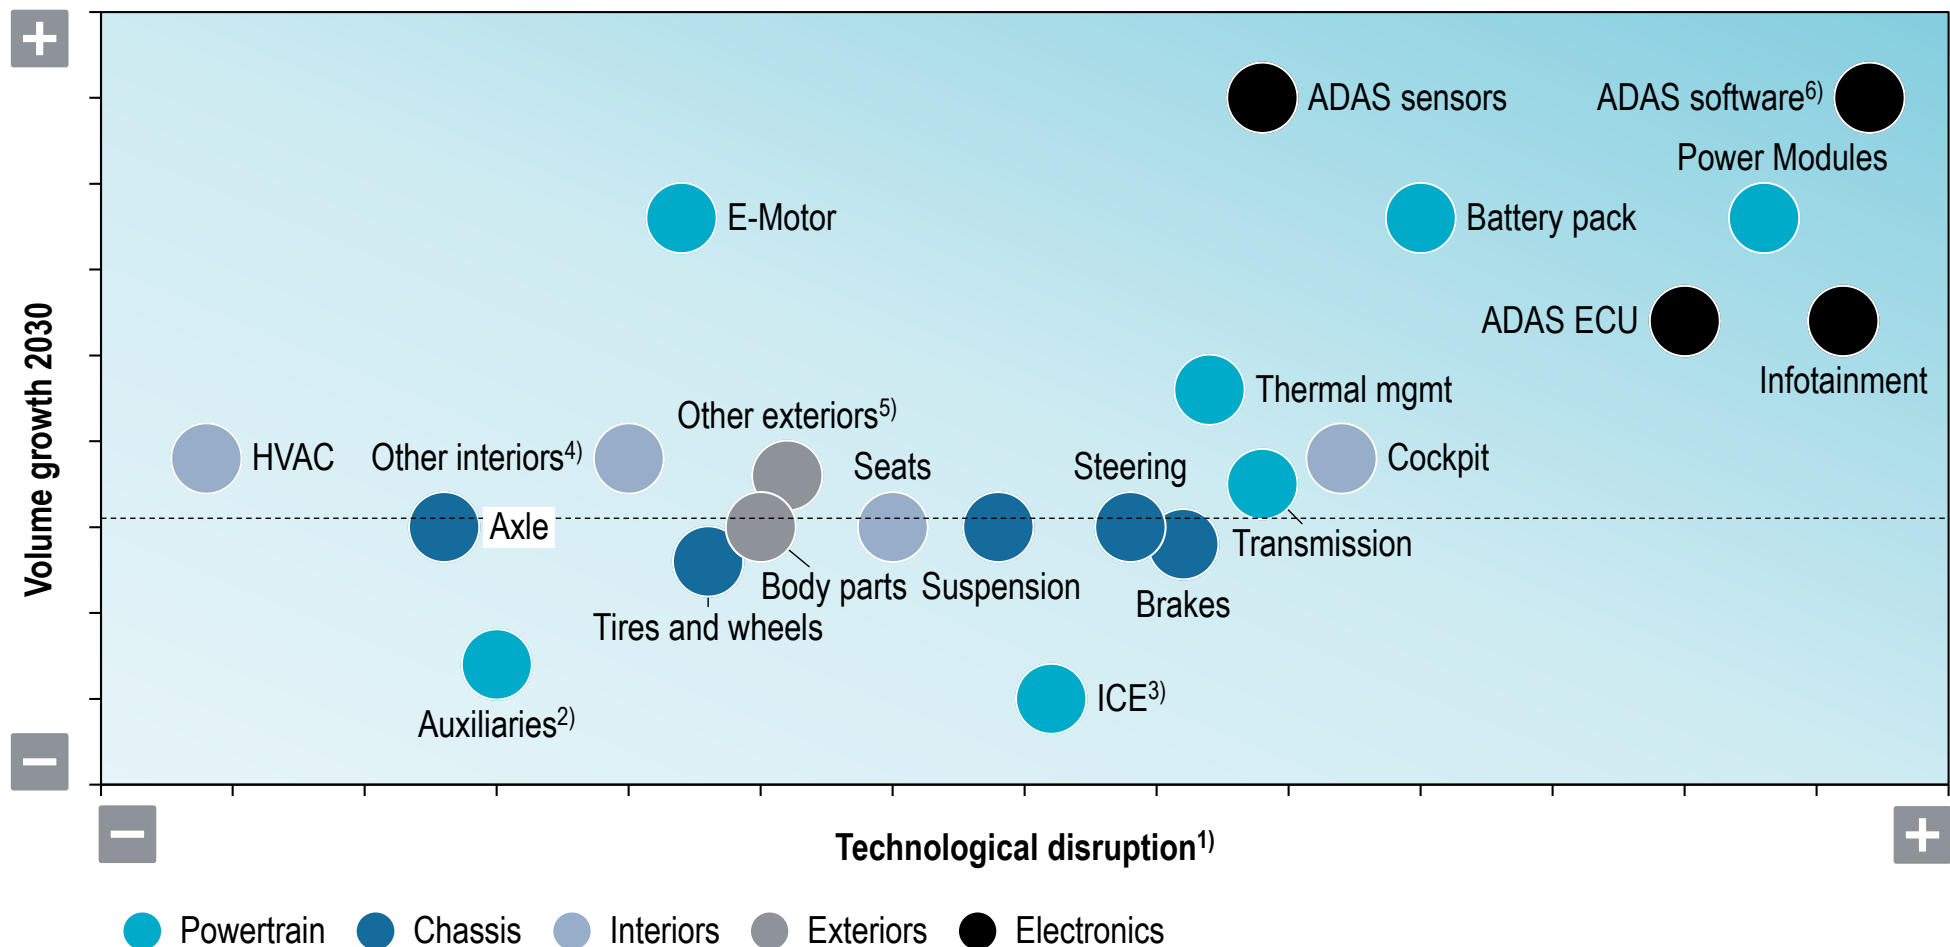 +
ADAS sensors
ADAS software6)
Power Modules
E-Motor
Battery pack
ADAS ECU
Infotainment
Thermal mgmt
Other exteriors5)
HVAC
Other interiors4)
Seats
Steering
Cockpit
Axle
Transmission
Body parts
Suspension
Brakes
Tires and wheels
Auxiliaries2)
ICE3)
Volume growth 2030
−
−
Technological disruption1)
+
Powertrain
Chassis
Interiors
Exteriors
Electronics